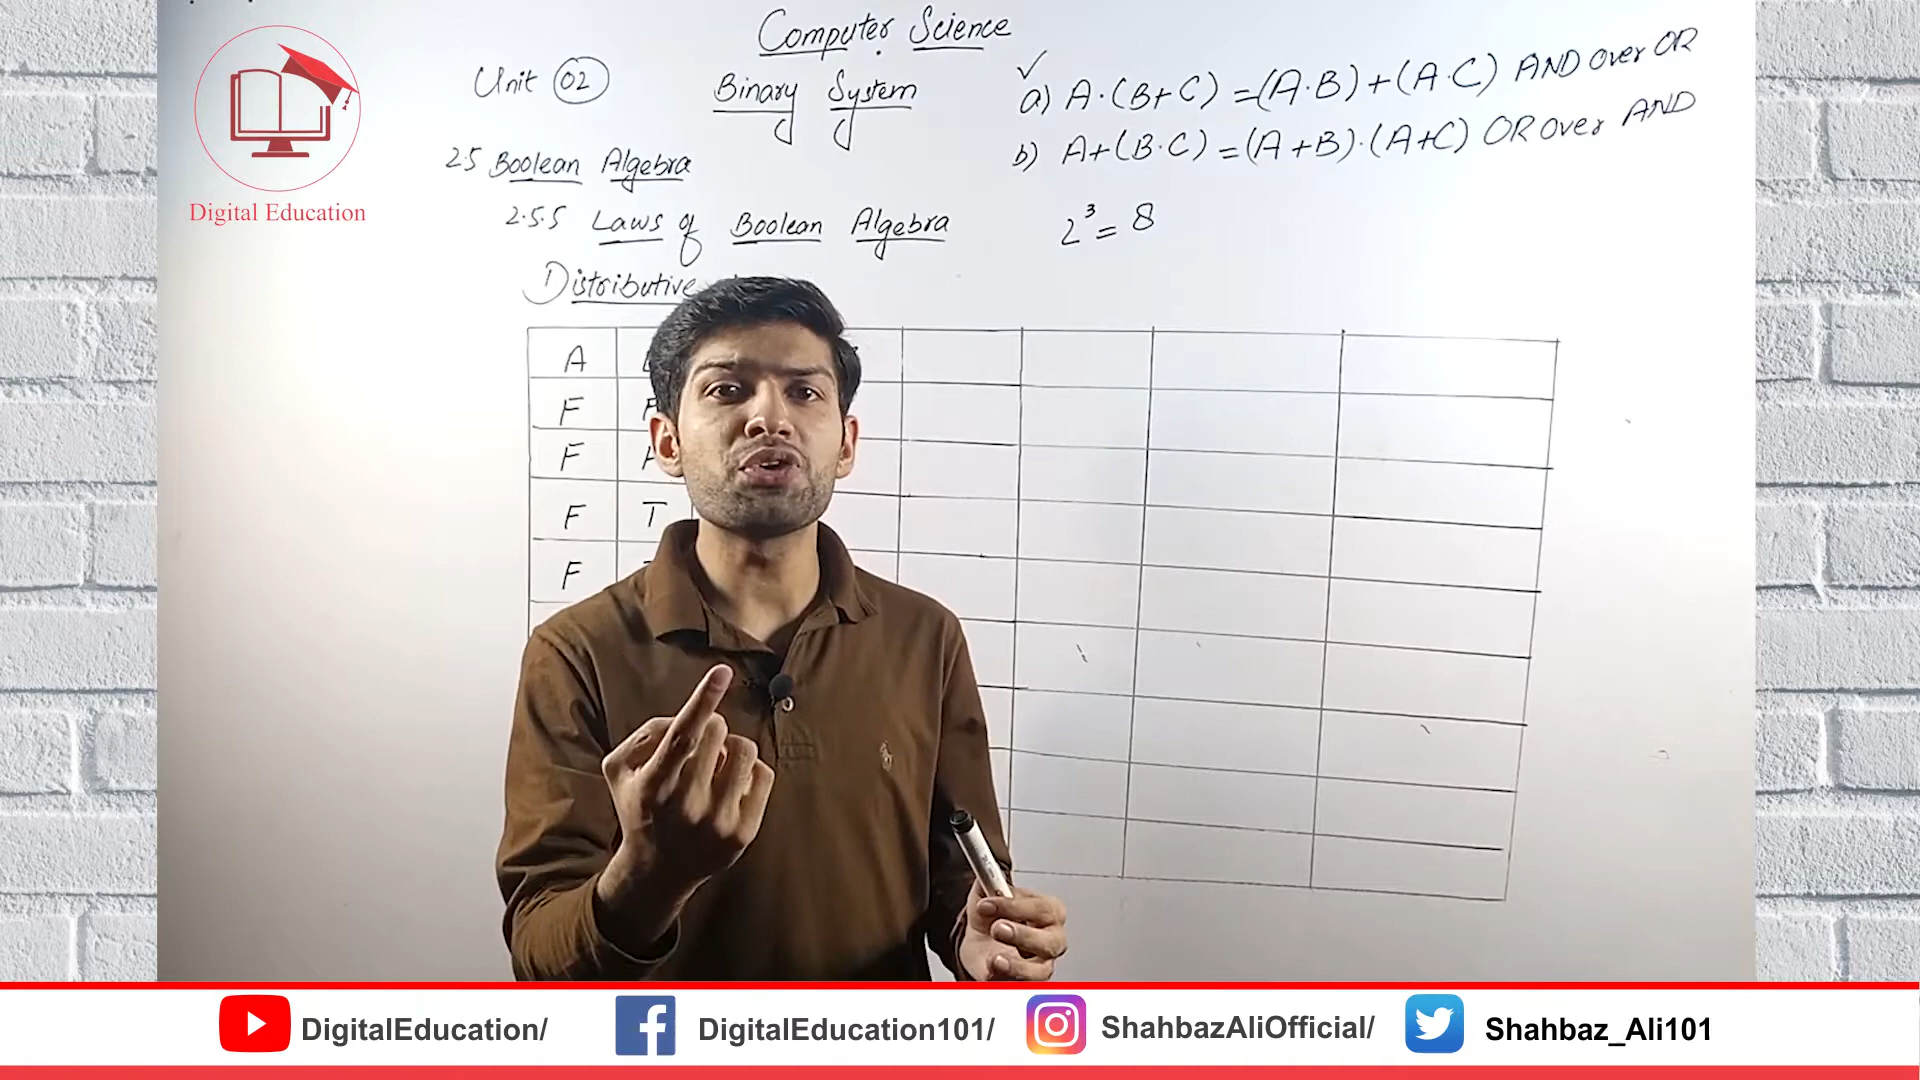 Computer Science
Unit 02
Binary System
a) A·(B+C) =(A·B)+(A·C) AND over OR
b) A+(B·C) =(A+B)·(A+C) OR over AND
2.5 Boolean Algebra
2.5.5 Laws of Boolean Algebra
2³ = 8
Distributive
A
F F
F
F T
F
Digital Education
DigitalEducation/
DigitalEducation101/
ShahbazAliOfficial/
Shahbaz_Ali101